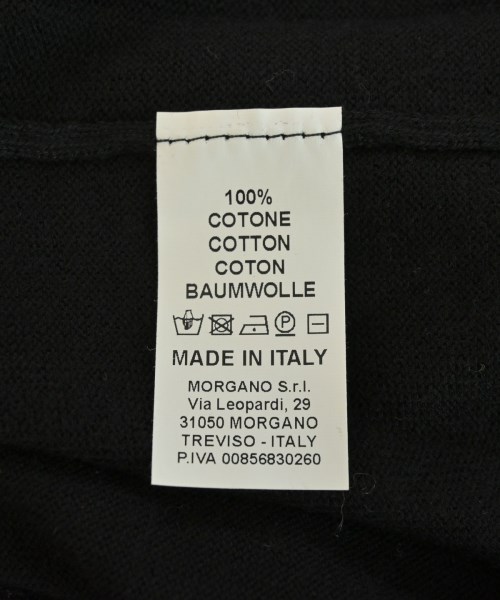 100%
COTONE
COTTON
COTON
BAUMWOLLE
P
MADE IN ITALY
MORGANO S.r.l.
Via Leopardi, 29
31050 MORGANO
TREVISO - ITALY
P.IVA 00856830260